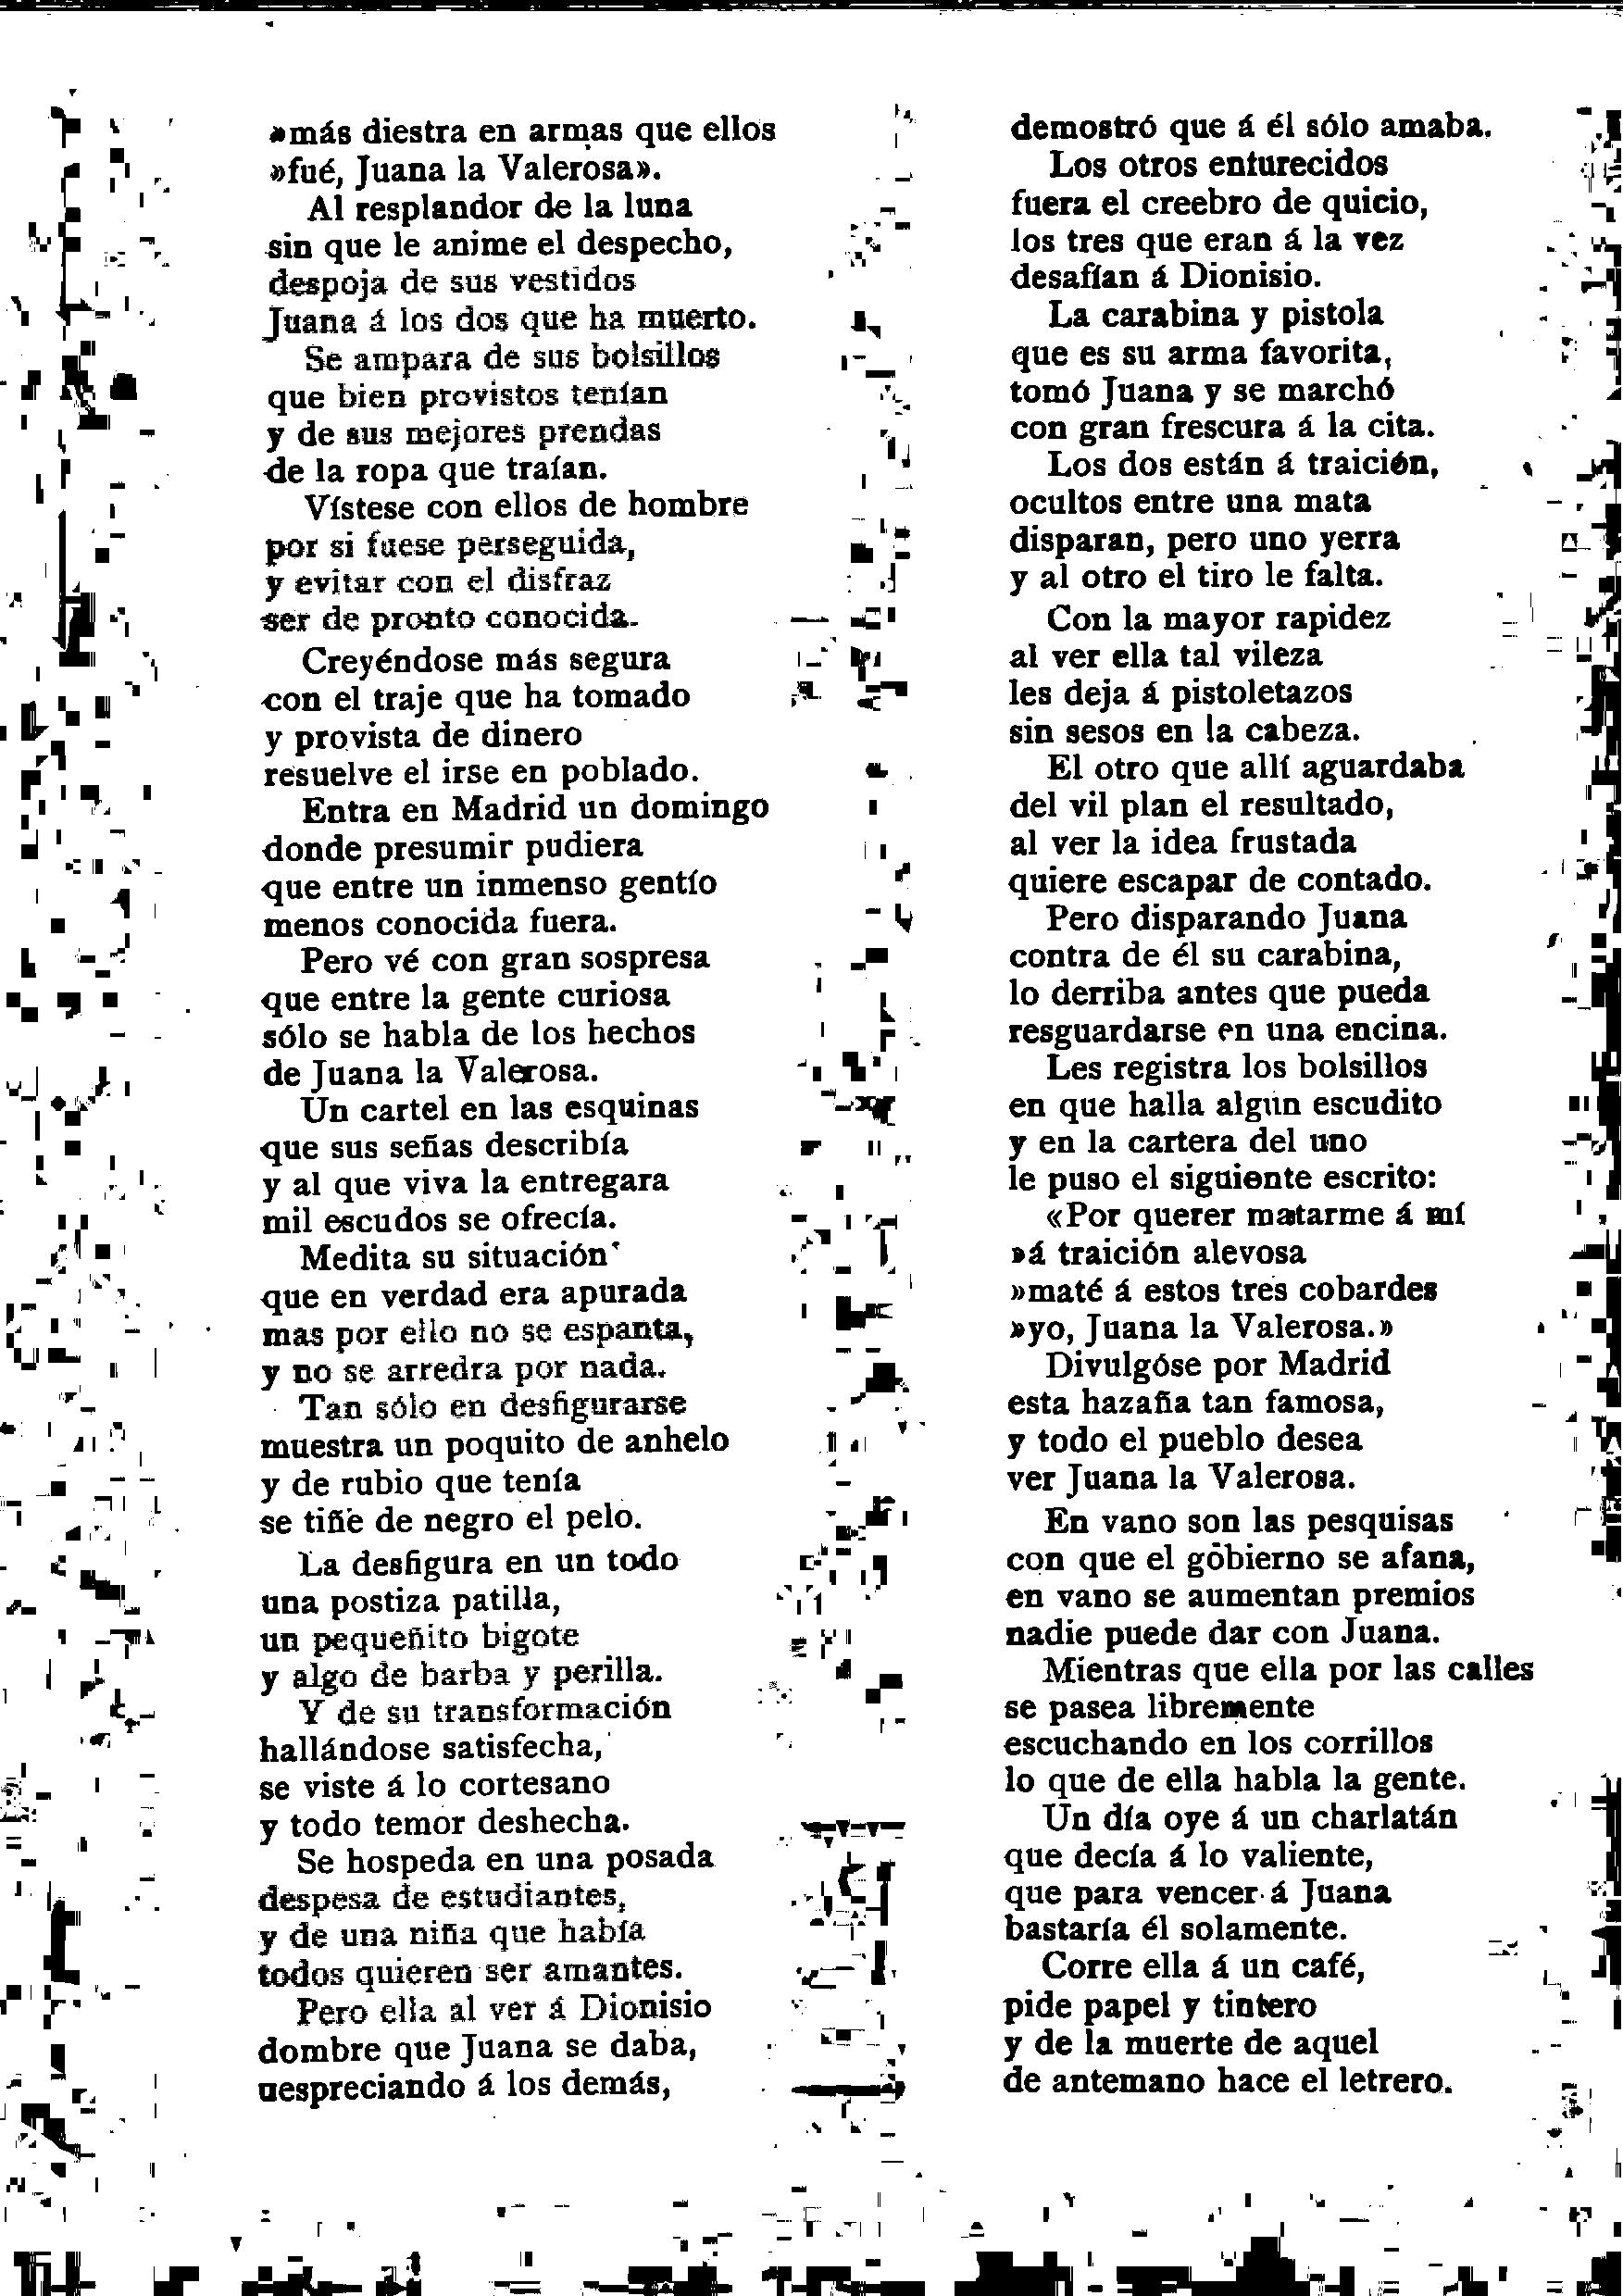 »más diestra en armas que ellos
»fué, Juana la Valerosa».
Al resplandor de la luna
sin que le anime el despecho,
despoja de sus vestidos
Juana á los dos que ha muerto.
Se ampara de sus bolsillos
que bien provistos tenían
y de sus mejores prendas
de la ropa que traían.
Vístese con ellos de hombre
por si fuese perseguida,
y evitar con el disfraz
ser de pronto conocida.
Creyéndose más segura
con el traje que ha tomado
y provista de dinero
resuelve el irse en poblado.
Entra en Madrid un domingo
donde presumir pudiera
que entre un inmenso gentío
menos conocida fuera.
Pero vé con gran sospresa
que entre la gente curiosa
sólo se habla de los hechos
de Juana la Valerosa.
Un cartel en las esquinas
que sus señas describía
y al que viva la entregara
mil escudos se ofrecía.
Medita su situación
que en verdad era apurada
mas por ello no se espanta,
y no se arredra por nada.
Tan sólo en desfigurarse
muestra un poquito de anhelo
y de rubio que tenía
se tiñe de negro el pelo.
La desfigura en un todo
una postiza patilla,
un pequeñito bigote
y algo de barba y perilla.
Y de su transformación
hallándose satisfecha,
se viste á lo cortesano
y todo temor deshecha.
Se hospeda en una posada
despesa de estudiantes,
y de una niña que había
todos quieren ser amantes.
Pero ella al ver á Dionisio
dombre que Juana se daba,
nespreciando á los demás,
demostró que á él sólo amaba.
Los otros enturecidos
fuera el creebro de quicio,
los tres que eran á la vez
desafían á Dionisio.
La carabina y pistola
que es su arma favorita,
tomó Juana y se marchó
con gran frescura á la cita.
Los dos están á traición,
ocultos entre una mata
disparan, pero uno yerra
y al otro el tiro le falta.
Con la mayor rapidez
al ver ella tal vileza
les deja á pistoletazos
sin sesos en la cabeza.
El otro que allí aguardaba
del vil plan el resultado,
al ver la idea frustada
quiere escapar de contado.
Pero disparando Juana
contra de él su carabina,
lo derriba antes que pueda
resguardarse en una encina.
Les registra los bolsillos
en que halla algún escudito
y en la cartera del uno
le puso el siguiente escrito:
«Por querer matarme á mí
»á traición alevosa
»maté á estos tres cobardes
»yo, Juana la Valerosa.»
Divulgóse por Madrid
esta hazaña tan famosa,
y todo el pueblo desea
ver Juana la Valerosa.
En vano son las pesquisas
con que el gobierno se afana,
en vano se aumentan premios
nadie puede dar con Juana.
Mientras que ella por las calles
se pasea libremente
escuchando en los corrillos
lo que de ella habla la gente.
Un día oye á un charlatán
que decía á lo valiente,
que para vencer á Juana
bastaría él solamente.
Corre ella á un café,
pide papel y tintero
y de la muerte de aquel
de antemano hace el letrero.